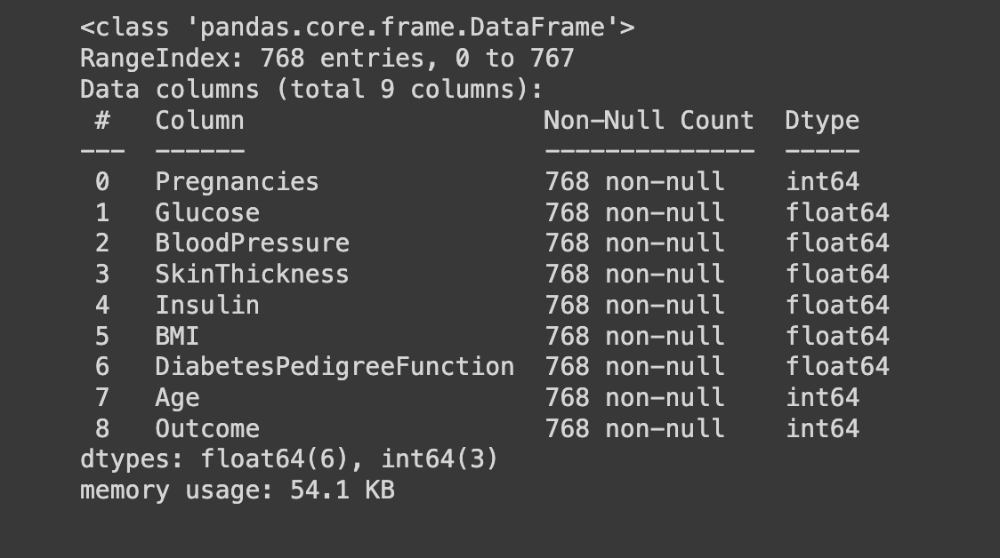 <class 'pandas.core.frame.DataFrame'>
RangeIndex: 768 entries, 0 to 767
Data columns (total 9 columns):
 #   Column                    Non-Null Count  Dtype
---  ------                    --------------  -----
 0   Pregnancies               768 non-null    int64
 1   Glucose                   768 non-null    float64
 2   BloodPressure             768 non-null    float64
 3   SkinThickness             768 non-null    float64
 4   Insulin                   768 non-null    float64
 5   BMI                       768 non-null    float64
 6   DiabetesPedigreeFunction  768 non-null    float64
 7   Age                       768 non-null    int64
 8   Outcome                   768 non-null    int64
dtypes: float64(6), int64(3)
memory usage: 54.1 KB